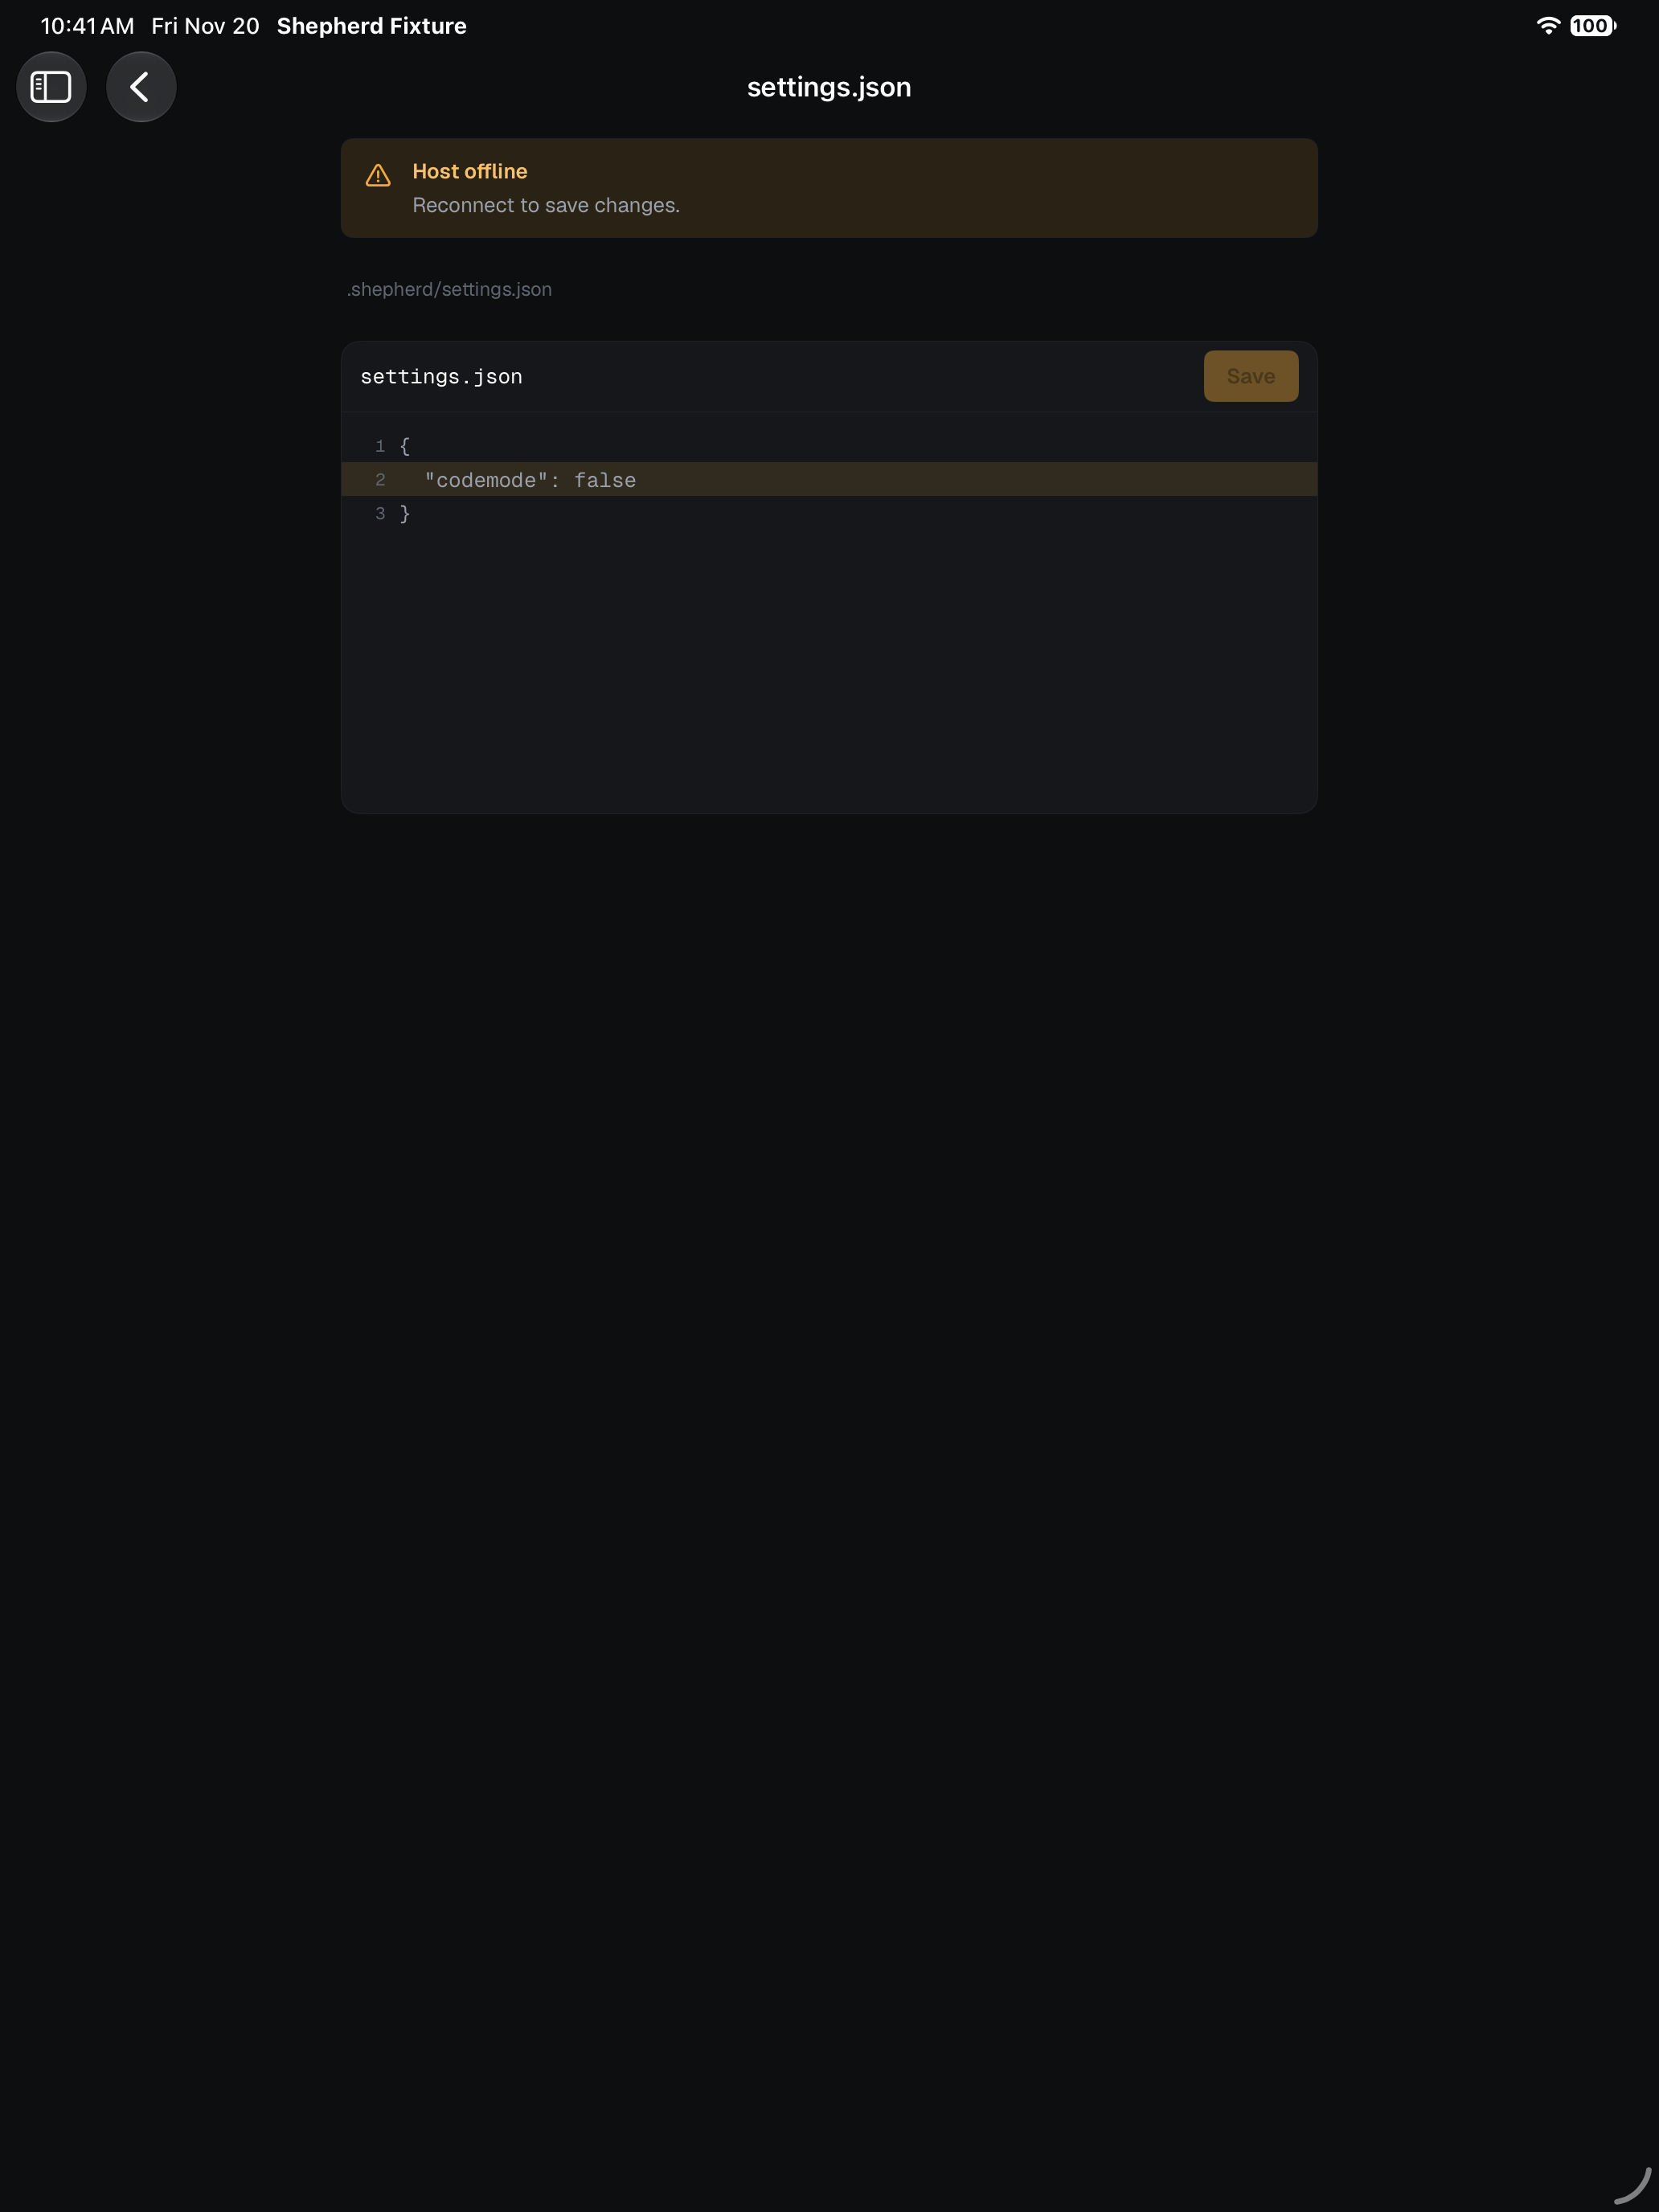 10:41 AM Fri Nov 20 Shepherd Fixture 100
settings.json
Host offline
Reconnect to save changes.
.shepherd/settings.json
settings.json Save
1 {
2   "codemode": false
3 }